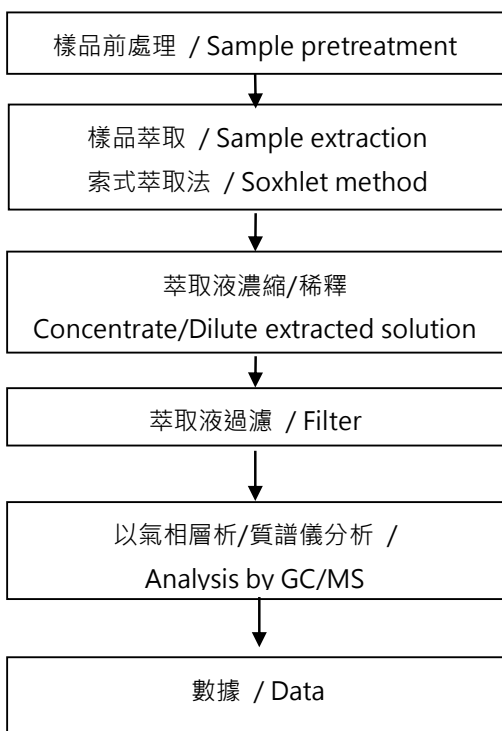 樣品前處理 / Sample pretreatment
樣品萃取 / Sample extraction
索式萃取法 / Soxhlet method
萃取液濃縮/稀釋
Concentrate/Dilute extracted solution
萃取液過濾 / Filter
以氣相層析/質譜儀分析 /
Analysis by GC/MS
數據 / Data